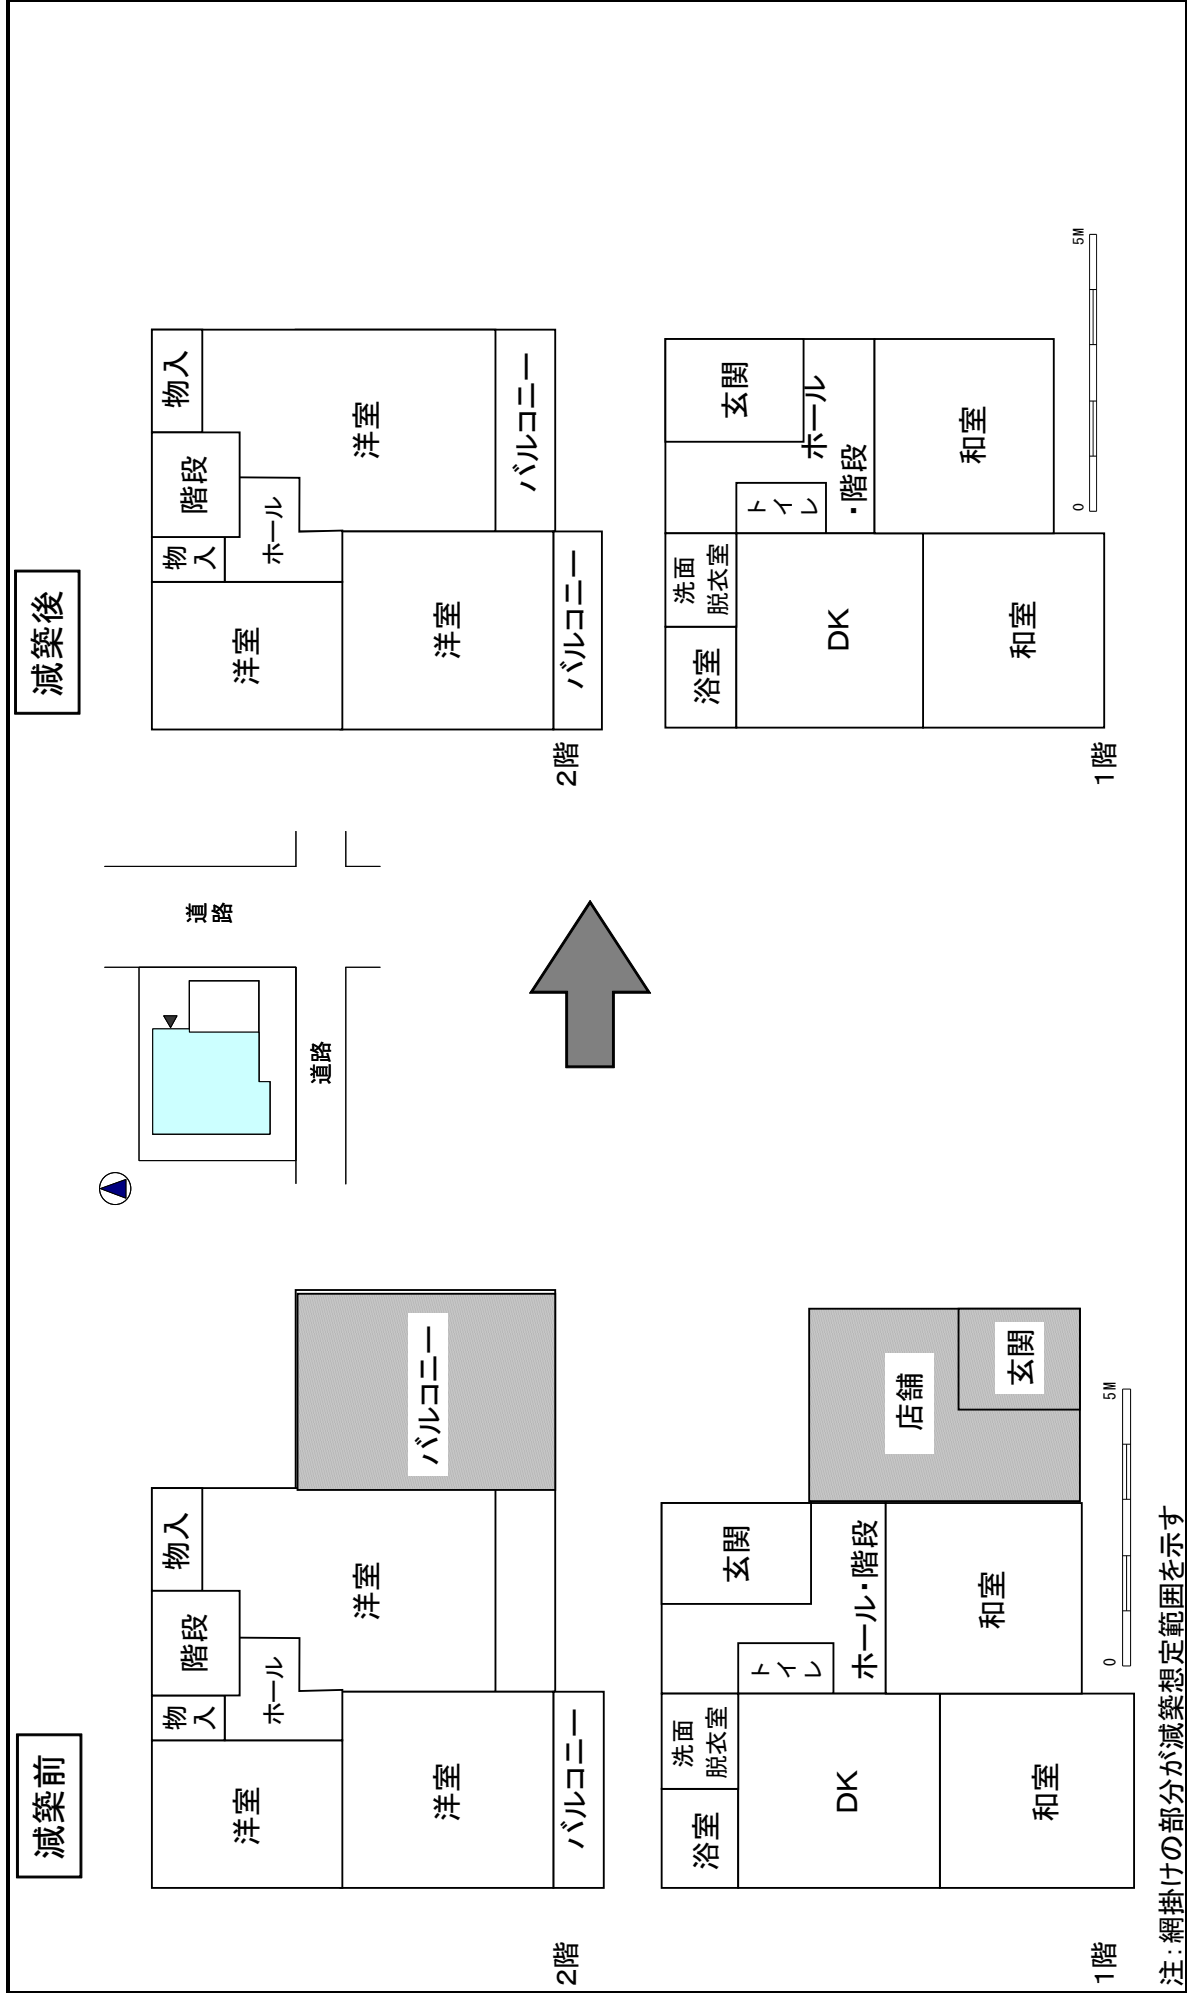 減築前
洋室
物入
階段
物入
ホール
洋室
洋室
バルコニー
バルコニー
2階
浴室
洗面
脱衣室
玄関
トイレ
DK
ホール・階段
店舗
和室
和室
玄関
0
5M
1階
注：網掛けの部分が減築想定範囲を示す
道路
道路
減築後
洋室
物入
階段
物入
ホール
洋室
洋室
バルコニー
バルコニー
2階
浴室
洗面
脱衣室
玄関
トイレ
ホール
・階段
DK
和室
和室
0
5M
1階